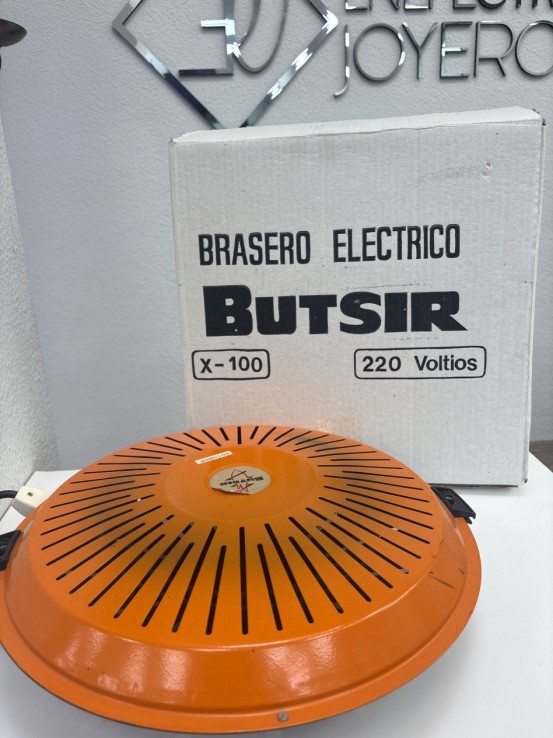 JOYERO
BRASERO ELECTRICO
BUTSIR
X-100
220 Voltios